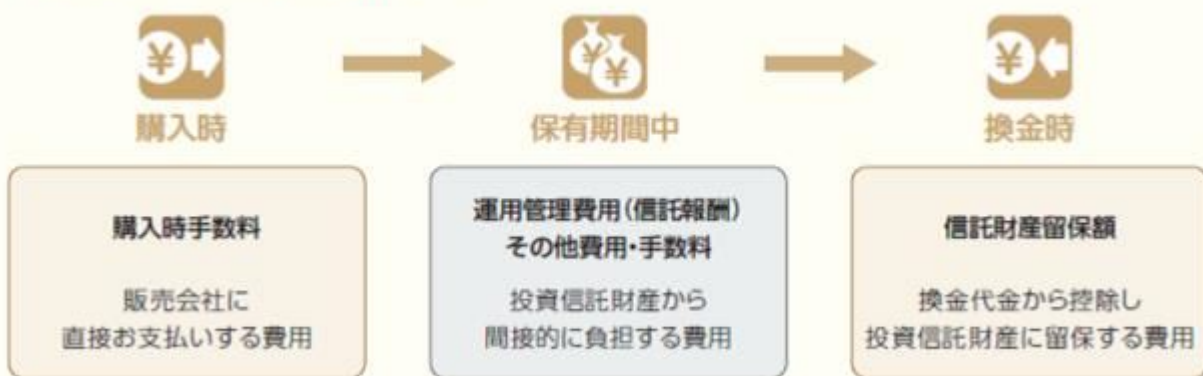 購入時
購入時手数料
販売会社に
直接お支払いする費用
保有期間中
運用管理費用(信託報酬)
その他費用・手数料
投資信託財産から
間接的に負担する費用
換金時
信託財産留保額
換金代金から控除し
投資信託財産に留保する費用